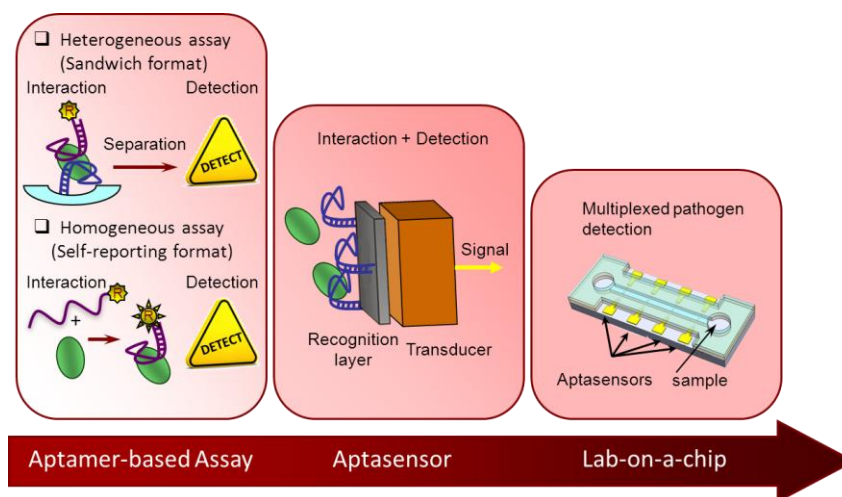 ❑ Heterogeneous assay
(Sandwich format)
Interaction
Detection
R
Separation
DETECT
❑ Homogeneous assay
(Self-reporting format)
Interaction
Detection
R
+
R
DETECT
Interaction + Detection
Signal
Recognition
layer
Transducer
Multiplexed pathogen
detection
Aptasensors
sample
Aptamer-based Assay
Aptasensor
Lab-on-a-chip